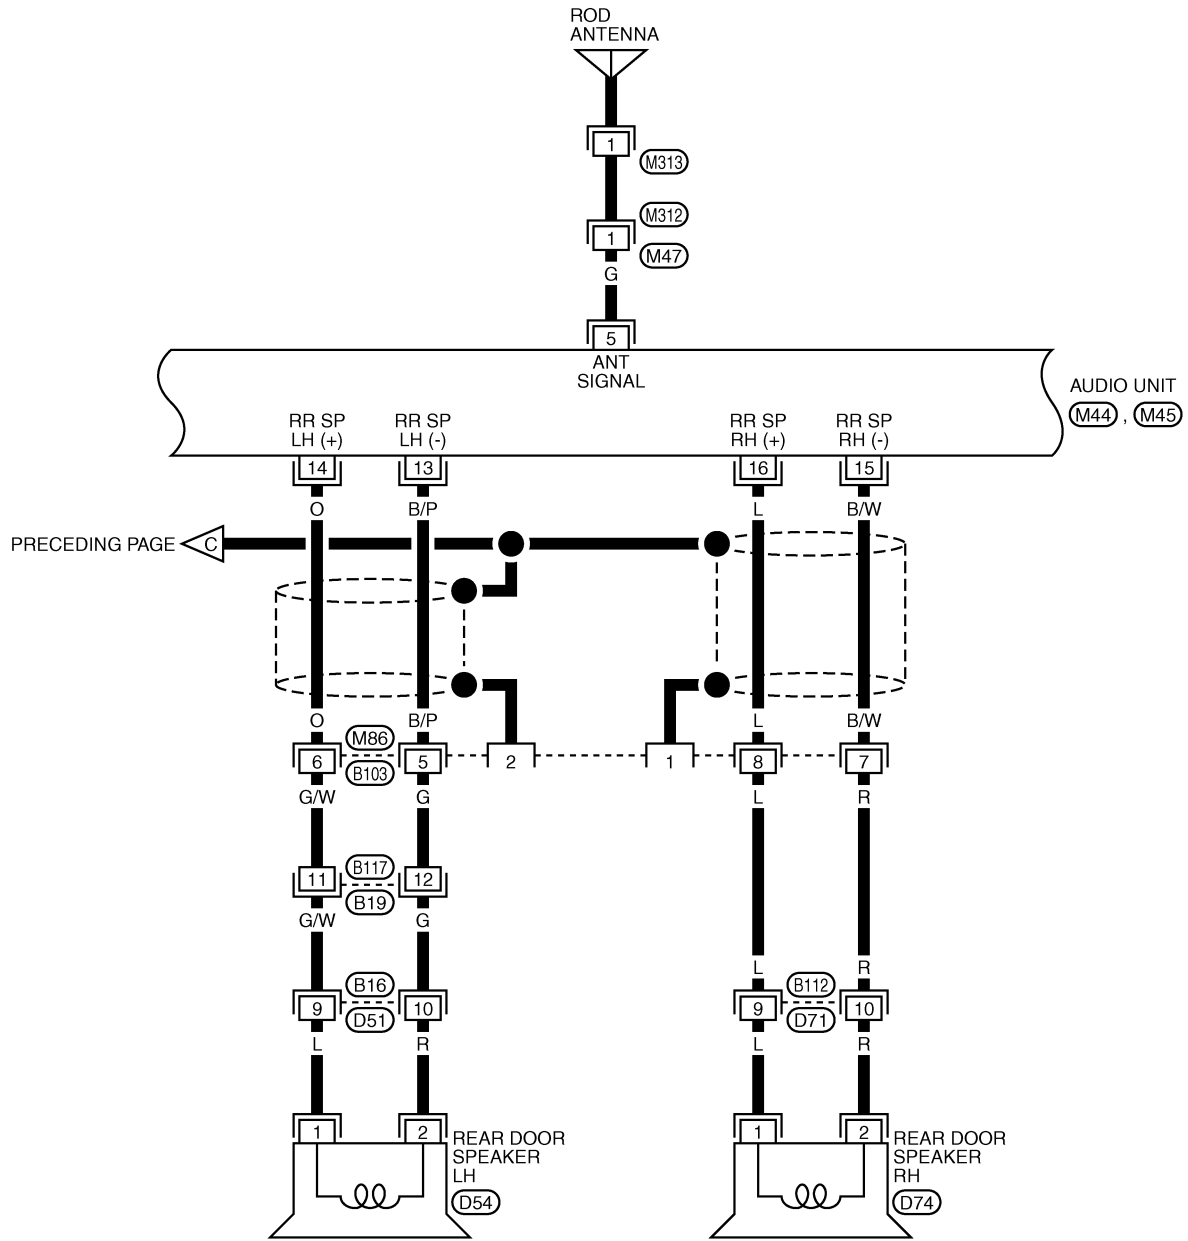 ROD
ANTENNA
1
M313
M312
1
M47
G
5
ANT
SIGNAL
AUDIO UNIT
M44 , M45
RR SP
LH (+)
RR SP
LH (-)
RR SP
RH (+)
RR SP
RH (-)
14
13
16
15
O
B/P
L
B/W
PRECEDING PAGE
C
O
B/P
L
B/W
M86
6
5
2
1
8
7
B103
G/W
G
L
R
B117
11
12
B19
G/W
G
L
R
B16
B112
9
10
9
10
D51
D71
L
R
L
R
1
2
1
2
REAR DOOR
SPEAKER
LH
D54
REAR DOOR
SPEAKER
RH
D74